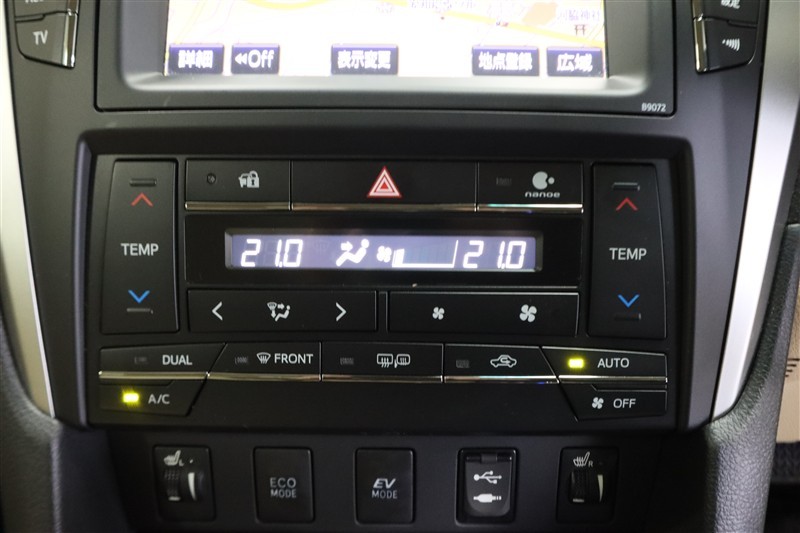 TV
詳細 ◀◀Off 表示変更 地点登録 広域
B9072
nanoe
TEMP 21.0 21.0 TEMP
DUAL FRONT AUTO
A/C OFF
L R
ECO MODE
EV MODE